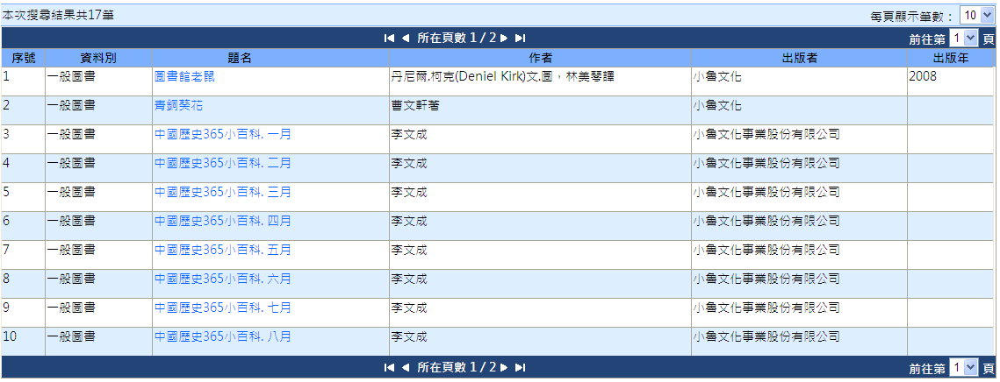 本次搜尋結果共17筆 每頁顯示筆數： 10
所在頁數 1 / 2 前往第 1 頁
序號 資料別 題名 作者 出版者 出版年
1 一般圖書 圖書館老鼠 丹尼爾.柯克(Deniel Kirk)文.圖，林美琴譯 小魯文化 2008
2 一般圖書 青銅葵花 曹文軒著 小魯文化
3 一般圖書 中國歷史365小百科. 一月 李文成 小魯文化事業股份有限公司
4 一般圖書 中國歷史365小百科. 二月 李文成 小魯文化事業股份有限公司
5 一般圖書 中國歷史365小百科. 三月 李文成 小魯文化事業股份有限公司
6 一般圖書 中國歷史365小百科. 四月 李文成 小魯文化事業股份有限公司
7 一般圖書 中國歷史365小百科. 五月 李文成 小魯文化事業股份有限公司
8 一般圖書 中國歷史365小百科. 六月 李文成 小魯文化事業股份有限公司
9 一般圖書 中國歷史365小百科. 七月 李文成 小魯文化事業股份有限公司
10 一般圖書 中國歷史365小百科. 八月 李文成 小魯文化事業股份有限公司
所在頁數 1 / 2 前往第 1 頁